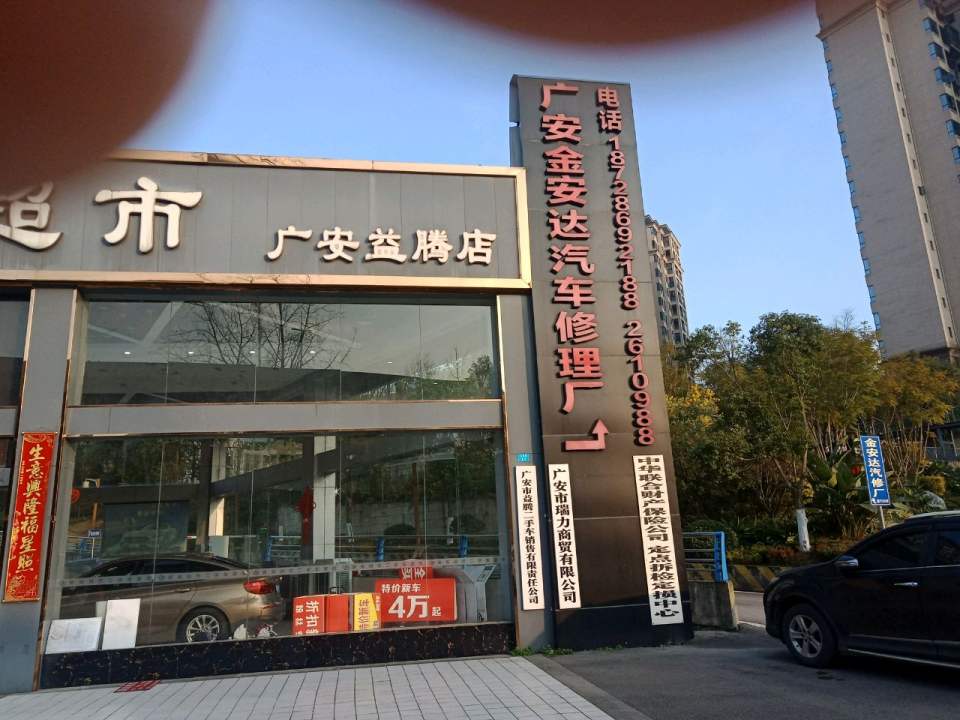 超市
广安益腾店
广安金安达汽车修理厂
电话18728692188 2610988
中华联合财产保险公司 定点拆检定损中心
广安市瑞力商贸有限公司
广安市益腾二手车销售有限责任公司
生意興隆福星照
特价新车
4万起
折扣
金安达汽修厂